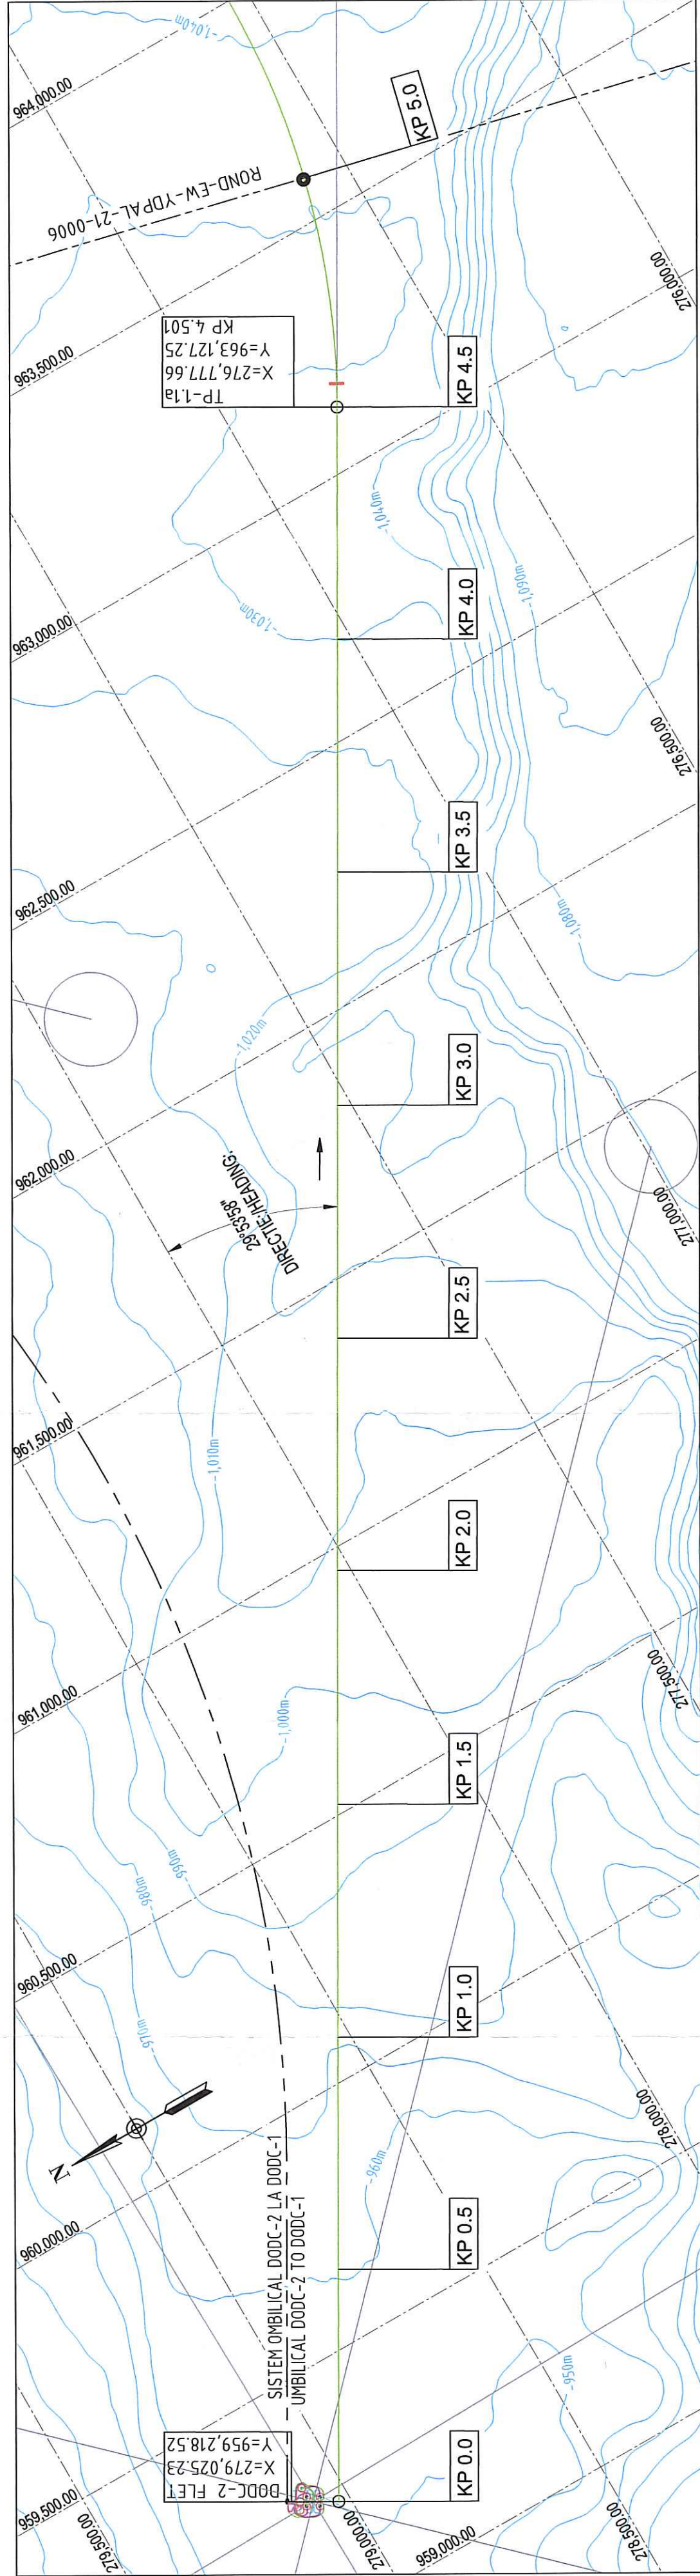 964,000.00
-1,040m
ROND-EW-YDPAL-21-0006
KP 5.0
276,000.00
963,500.00
TP-1.1a
X=276,777.66
Y=963,127.25
KP 4.501
KP 4.5
-1,040m
963,000.00
-1,030m
KP 4.0
-1,090m
276,500.00
962,500.00
KP 3.5
-1,080m
-1,020m
KP 3.0
962,000.00
DIRECTIE/HEADING:
29°53'58"
277,000.00
KP 2.5
961,500.00
-1,010m
KP 2.0
961,000.00
-1,000m
277,500.00
KP 1.5
-990m
-980m
960,500.00
KP 1.0
-970m
N
278,000.00
960,000.00
-960m
SISTEM OMBILICAL DODC-2 LA DODC-1
UMBILICAL DODC-2 TO DODC-1
KP 0.5
-950m
DODC-2 FLET
X=279,025.23
Y=959,218.52
KP 0.0
959,500.00
279,500.00
279,000.00
959,000.00
278,500.00